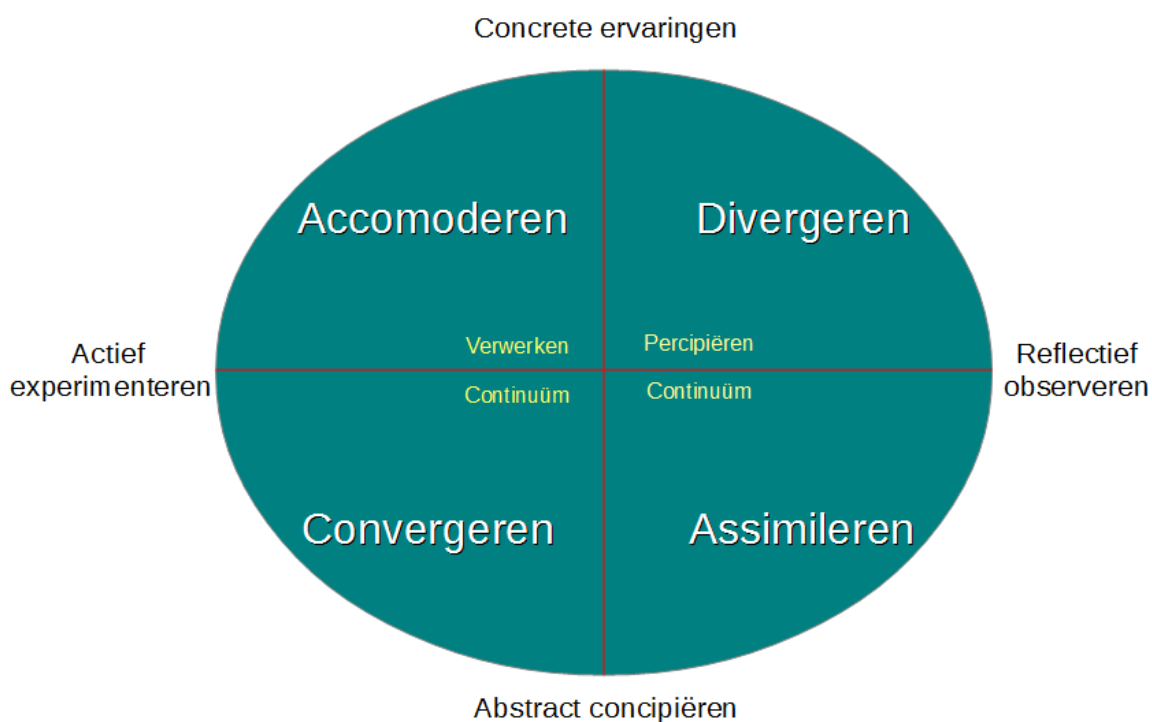 Concrete ervaringen
Accomoderen
Divergeren
Verwerken
Percipiëren
Actief
experimenteren
Reflectief
observeren
Continuüm
Continuüm
Convergeren
Assimileren
Abstract concipiëren